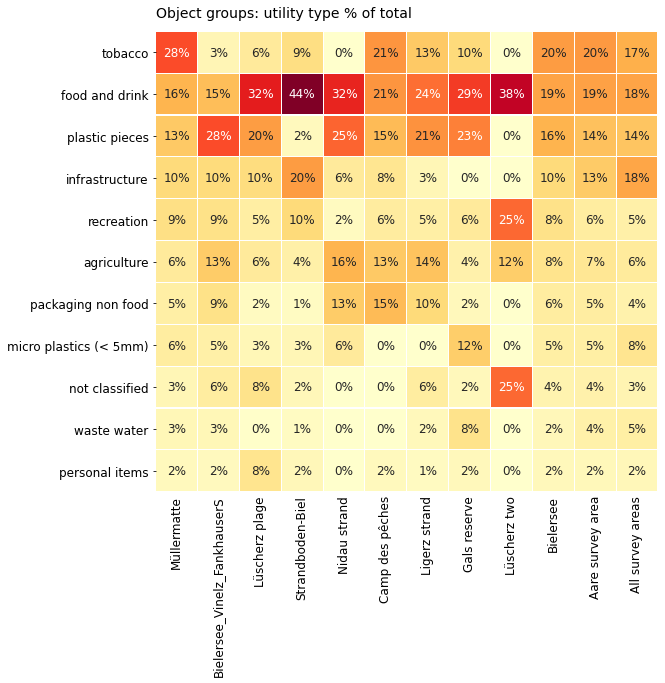 Object groups: utility type % of total
tobacco 28% 3% 6% 9% 0% 21% 13% 10% 0% 20% 20% 17%
food and drink 16% 15% 32% 44% 32% 21% 24% 29% 38% 19% 19% 18%
plastic pieces 13% 28% 20% 2% 25% 15% 21% 23% 0% 16% 14% 14%
infrastructure 10% 10% 10% 20% 6% 8% 3% 0% 0% 10% 13% 18%
recreation 9% 9% 5% 10% 2% 6% 5% 6% 25% 8% 6% 5%
agriculture 6% 13% 6% 4% 16% 13% 14% 4% 12% 8% 7% 6%
packaging non food 5% 9% 2% 1% 13% 15% 10% 2% 0% 6% 5% 4%
micro plastics (< 5mm) 6% 5% 3% 3% 6% 0% 0% 12% 0% 5% 5% 8%
not classified 3% 6% 8% 2% 0% 0% 6% 2% 25% 4% 4% 3%
waste water 3% 3% 0% 1% 0% 0% 2% 8% 0% 2% 4% 5%
personal items 2% 2% 8% 2% 0% 2% 1% 2% 0% 2% 2% 2%
Müllermatte
Bielersee_Vinelz_FankhauserS
Lüscherz plage
Strandboden-Biel
Nidau strand
Camp des pêches
Ligerz strand
Gals reserve
Lüscherz two
Bielersee
Aare survey area
All survey areas